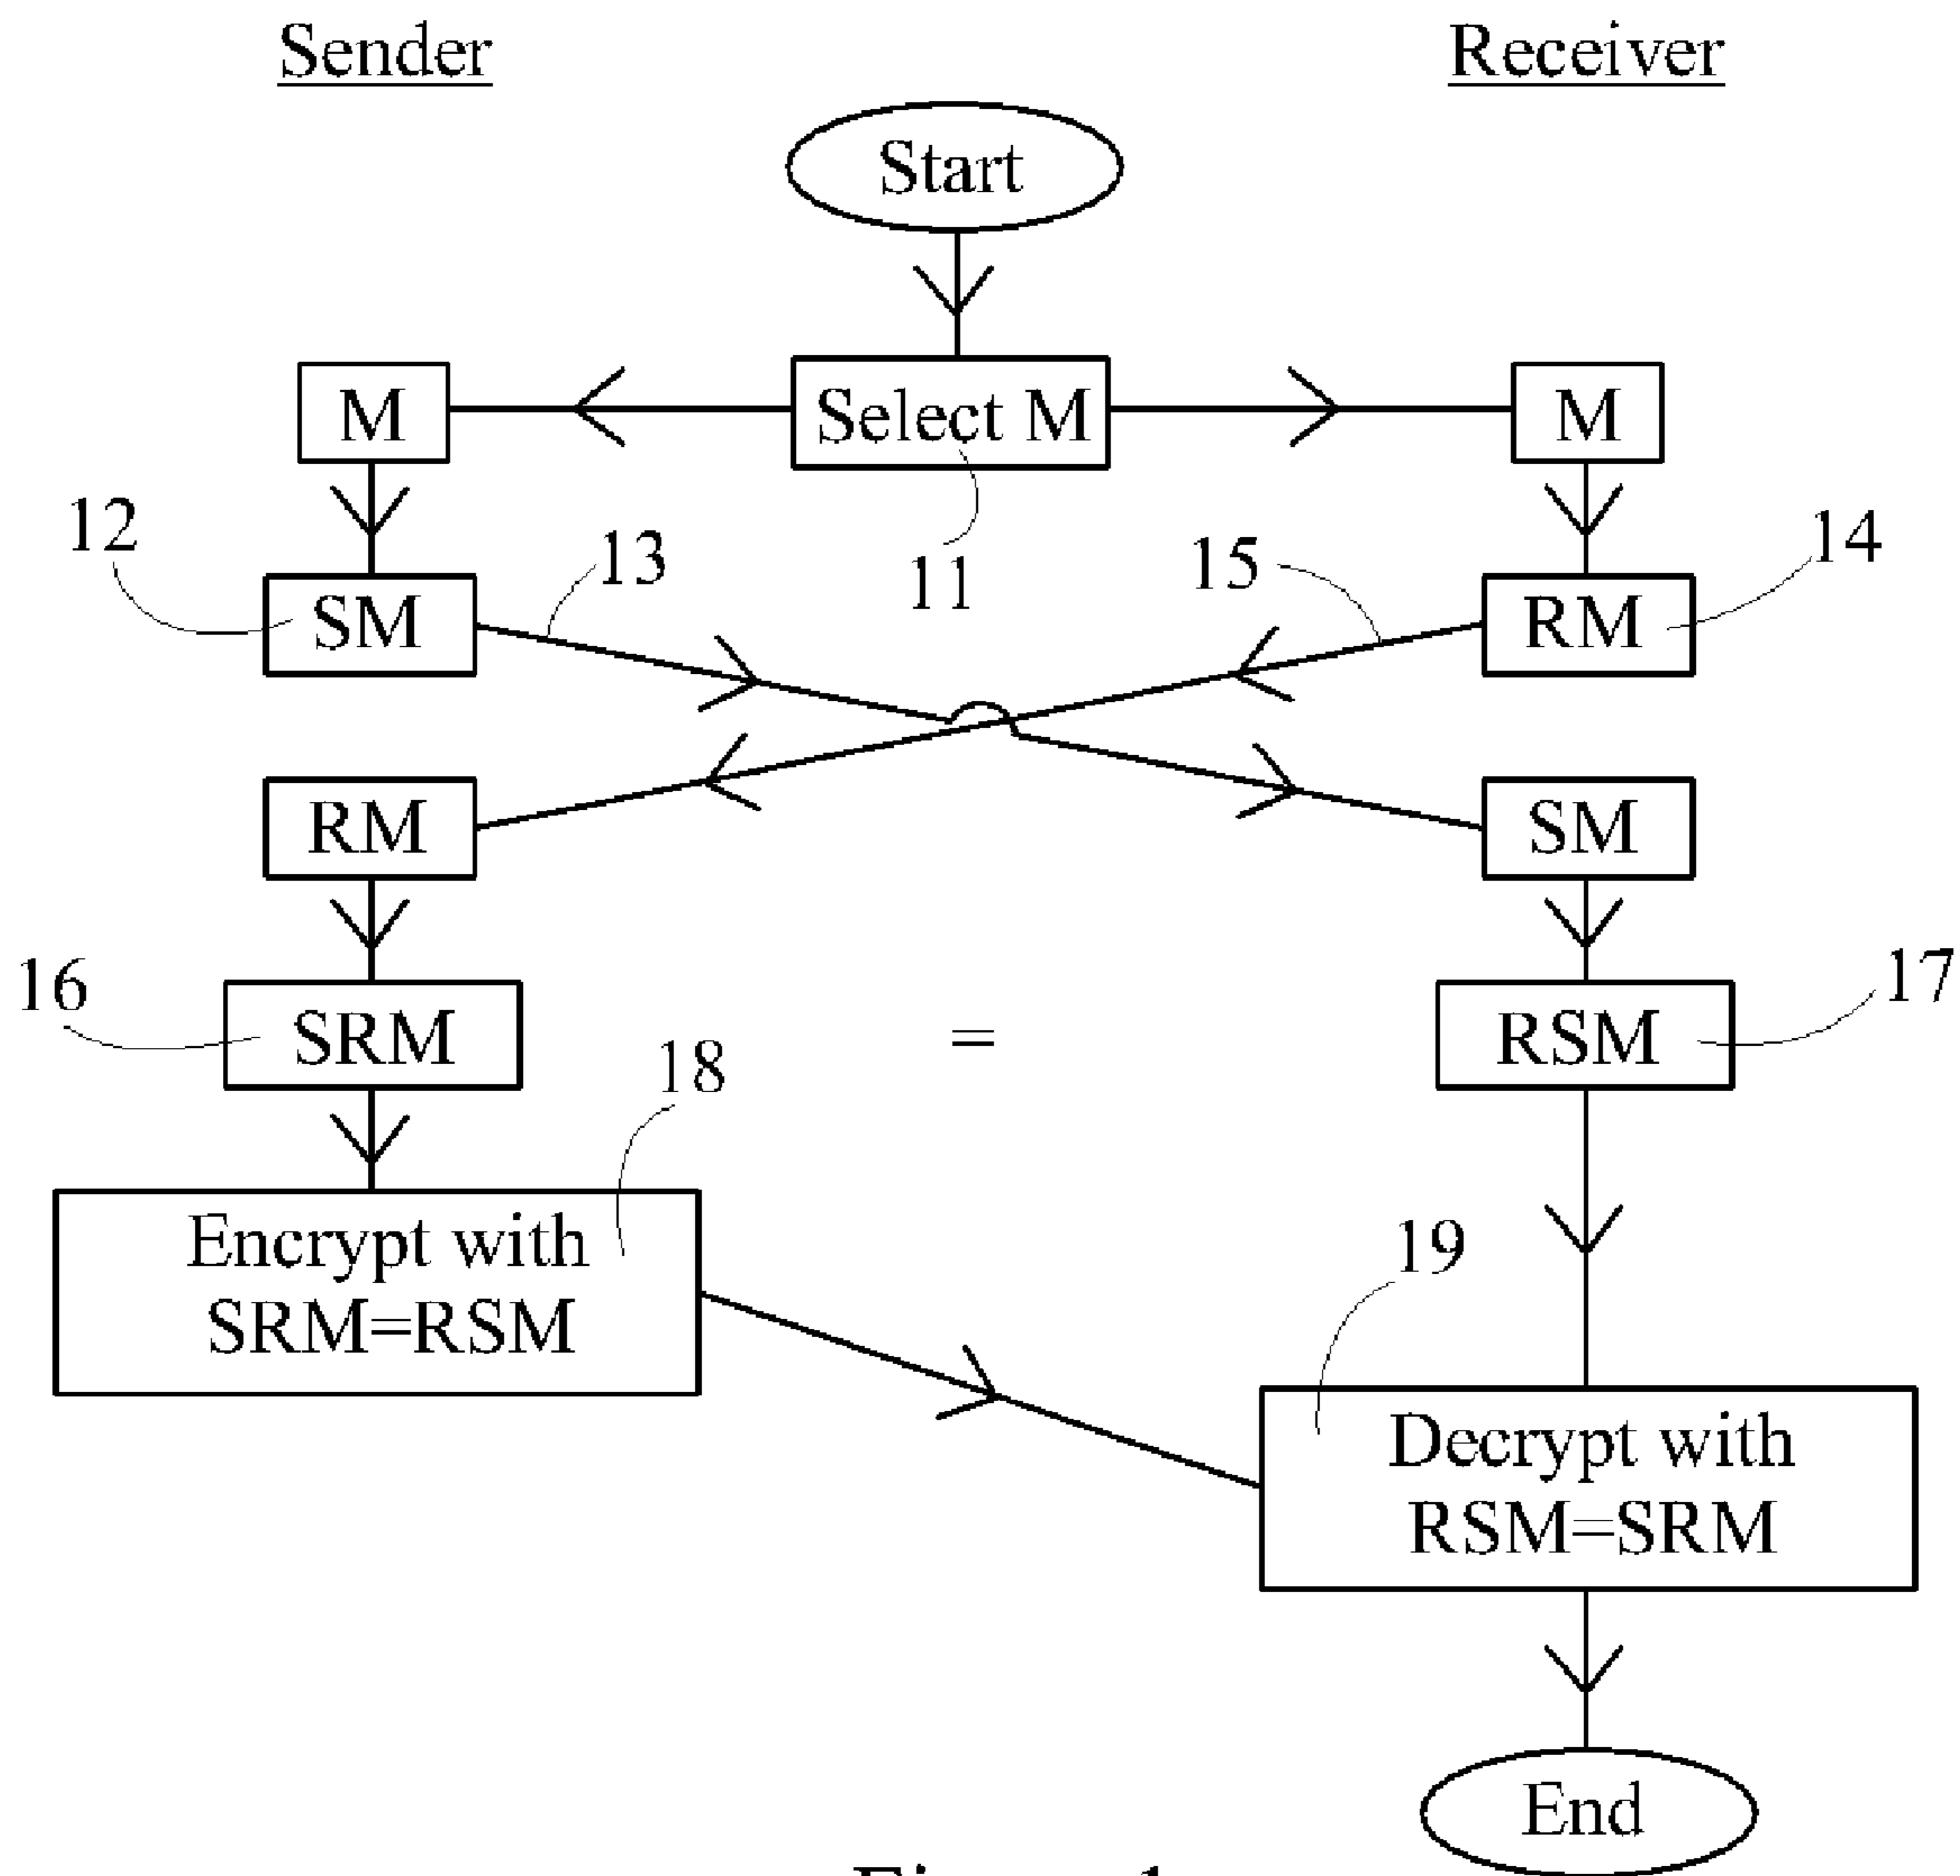 Sender
Receiver
Start
M
Select M
M
12
13
11
15
14
SM
RM
RM
SM
16
SRM
=
RSM
17
18
Encrypt with
SRM=RSM
19
Decrypt with
RSM=SRM
End